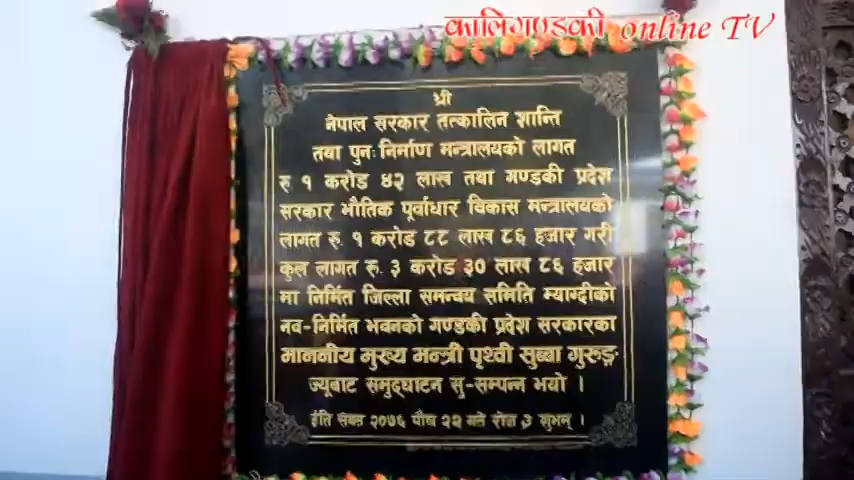 कालिगण्डकी online TV
श्री
नेपाल सरकार तत्कालिन शान्ति
तथा पुन: निर्माण मन्त्रालयको लागत
रु १ करोड ४२ लाख तथा गण्डकी प्रदेश
सरकार भौतिक पूर्वाधार विकास मन्त्रालयको
लागत रु. १ करोड ८८ लाख ८६ हजार गरी
कुल लागत रु. ३ करोड ३० लाख ८६ हजार
मा निर्मित जिल्ला समन्वय समिति म्याग्दीको
नव-निर्मित भवनको गण्डकी प्रदेश सरकारका
माननीय मुख्य मन्त्री पृथ्वी सुब्बा गुरुङ्ग
ज्यूबाट समुद्घाटन सु-सम्पन्न भयो ।
ईति सम्वत २०७६ पौष २२ गते रोज ३ शुभम् ।